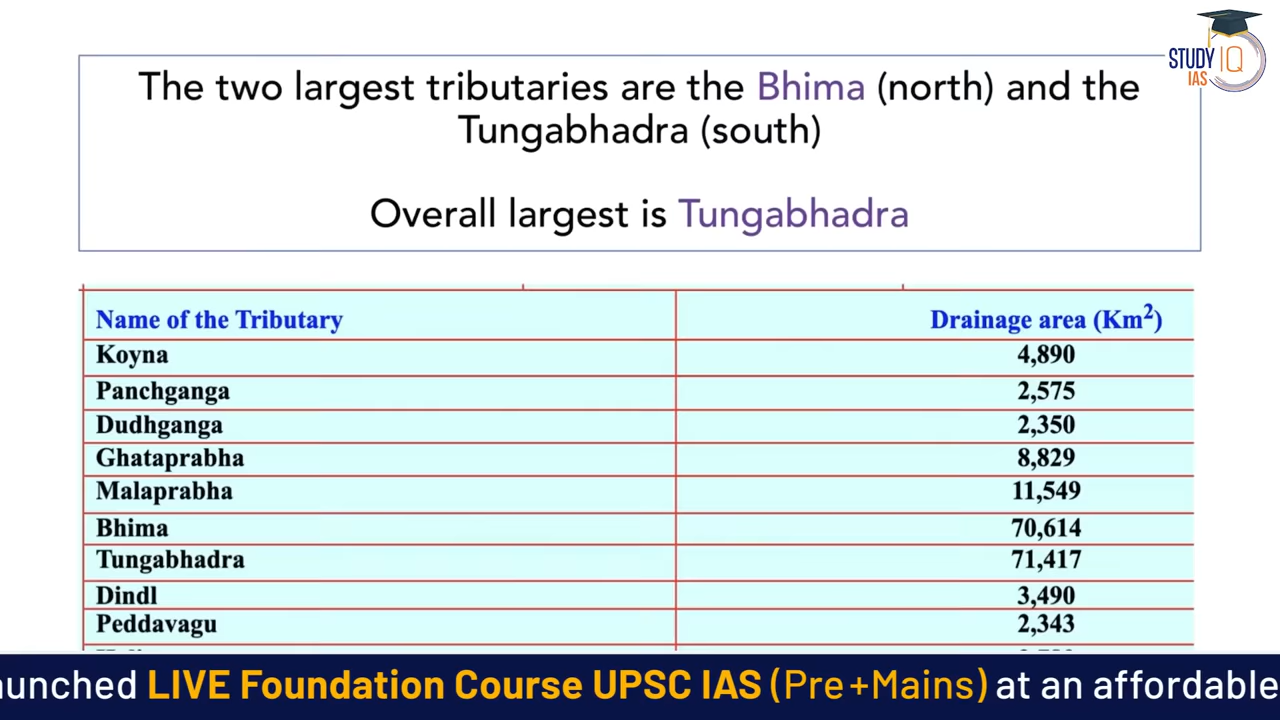 STUDY IQ
IAS
The two largest tributaries are the Bhima (north) and the
Tungabhadra (south)
Overall largest is Tungabhadra
Name of the Tributary Drainage area (Km²)
Koyna 4,890
Panchganga 2,575
Dudhganga 2,350
Ghataprabha 8,829
Malaprabha 11,549
Bhima 70,614
Tungabhadra 71,417
Dindl 3,490
Peddavagu 2,343
LIVE Foundation Course UPSC IAS (Pre+Mains) at an affordable